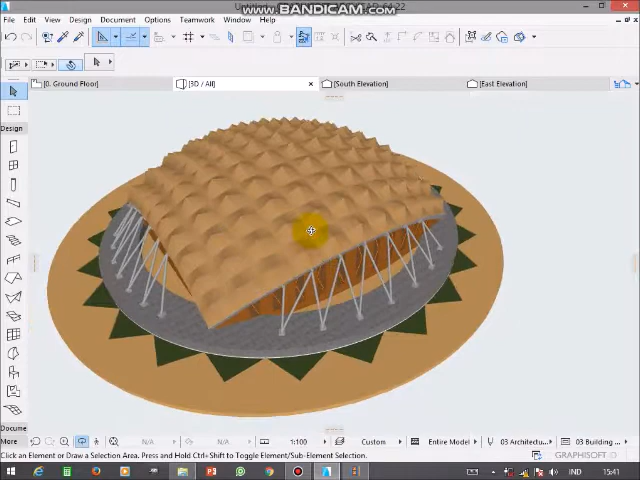 www.BANDICAM.com
File Edit View Design Document Options Teamwork Window Help
[0. Ground Floor]
[3D / All]
[South Elevation]
[East Elevation]
Design
Docume
More
N/A
N/A
1:100
Custom
Entire Model
03 Architectu...
03 Building ...
Click an Element or Draw a Selection Area. Press and Hold Ctrl+Shift to Toggle Element/Sub-Element Selection.
GRAPHISOFT
IND
15:41